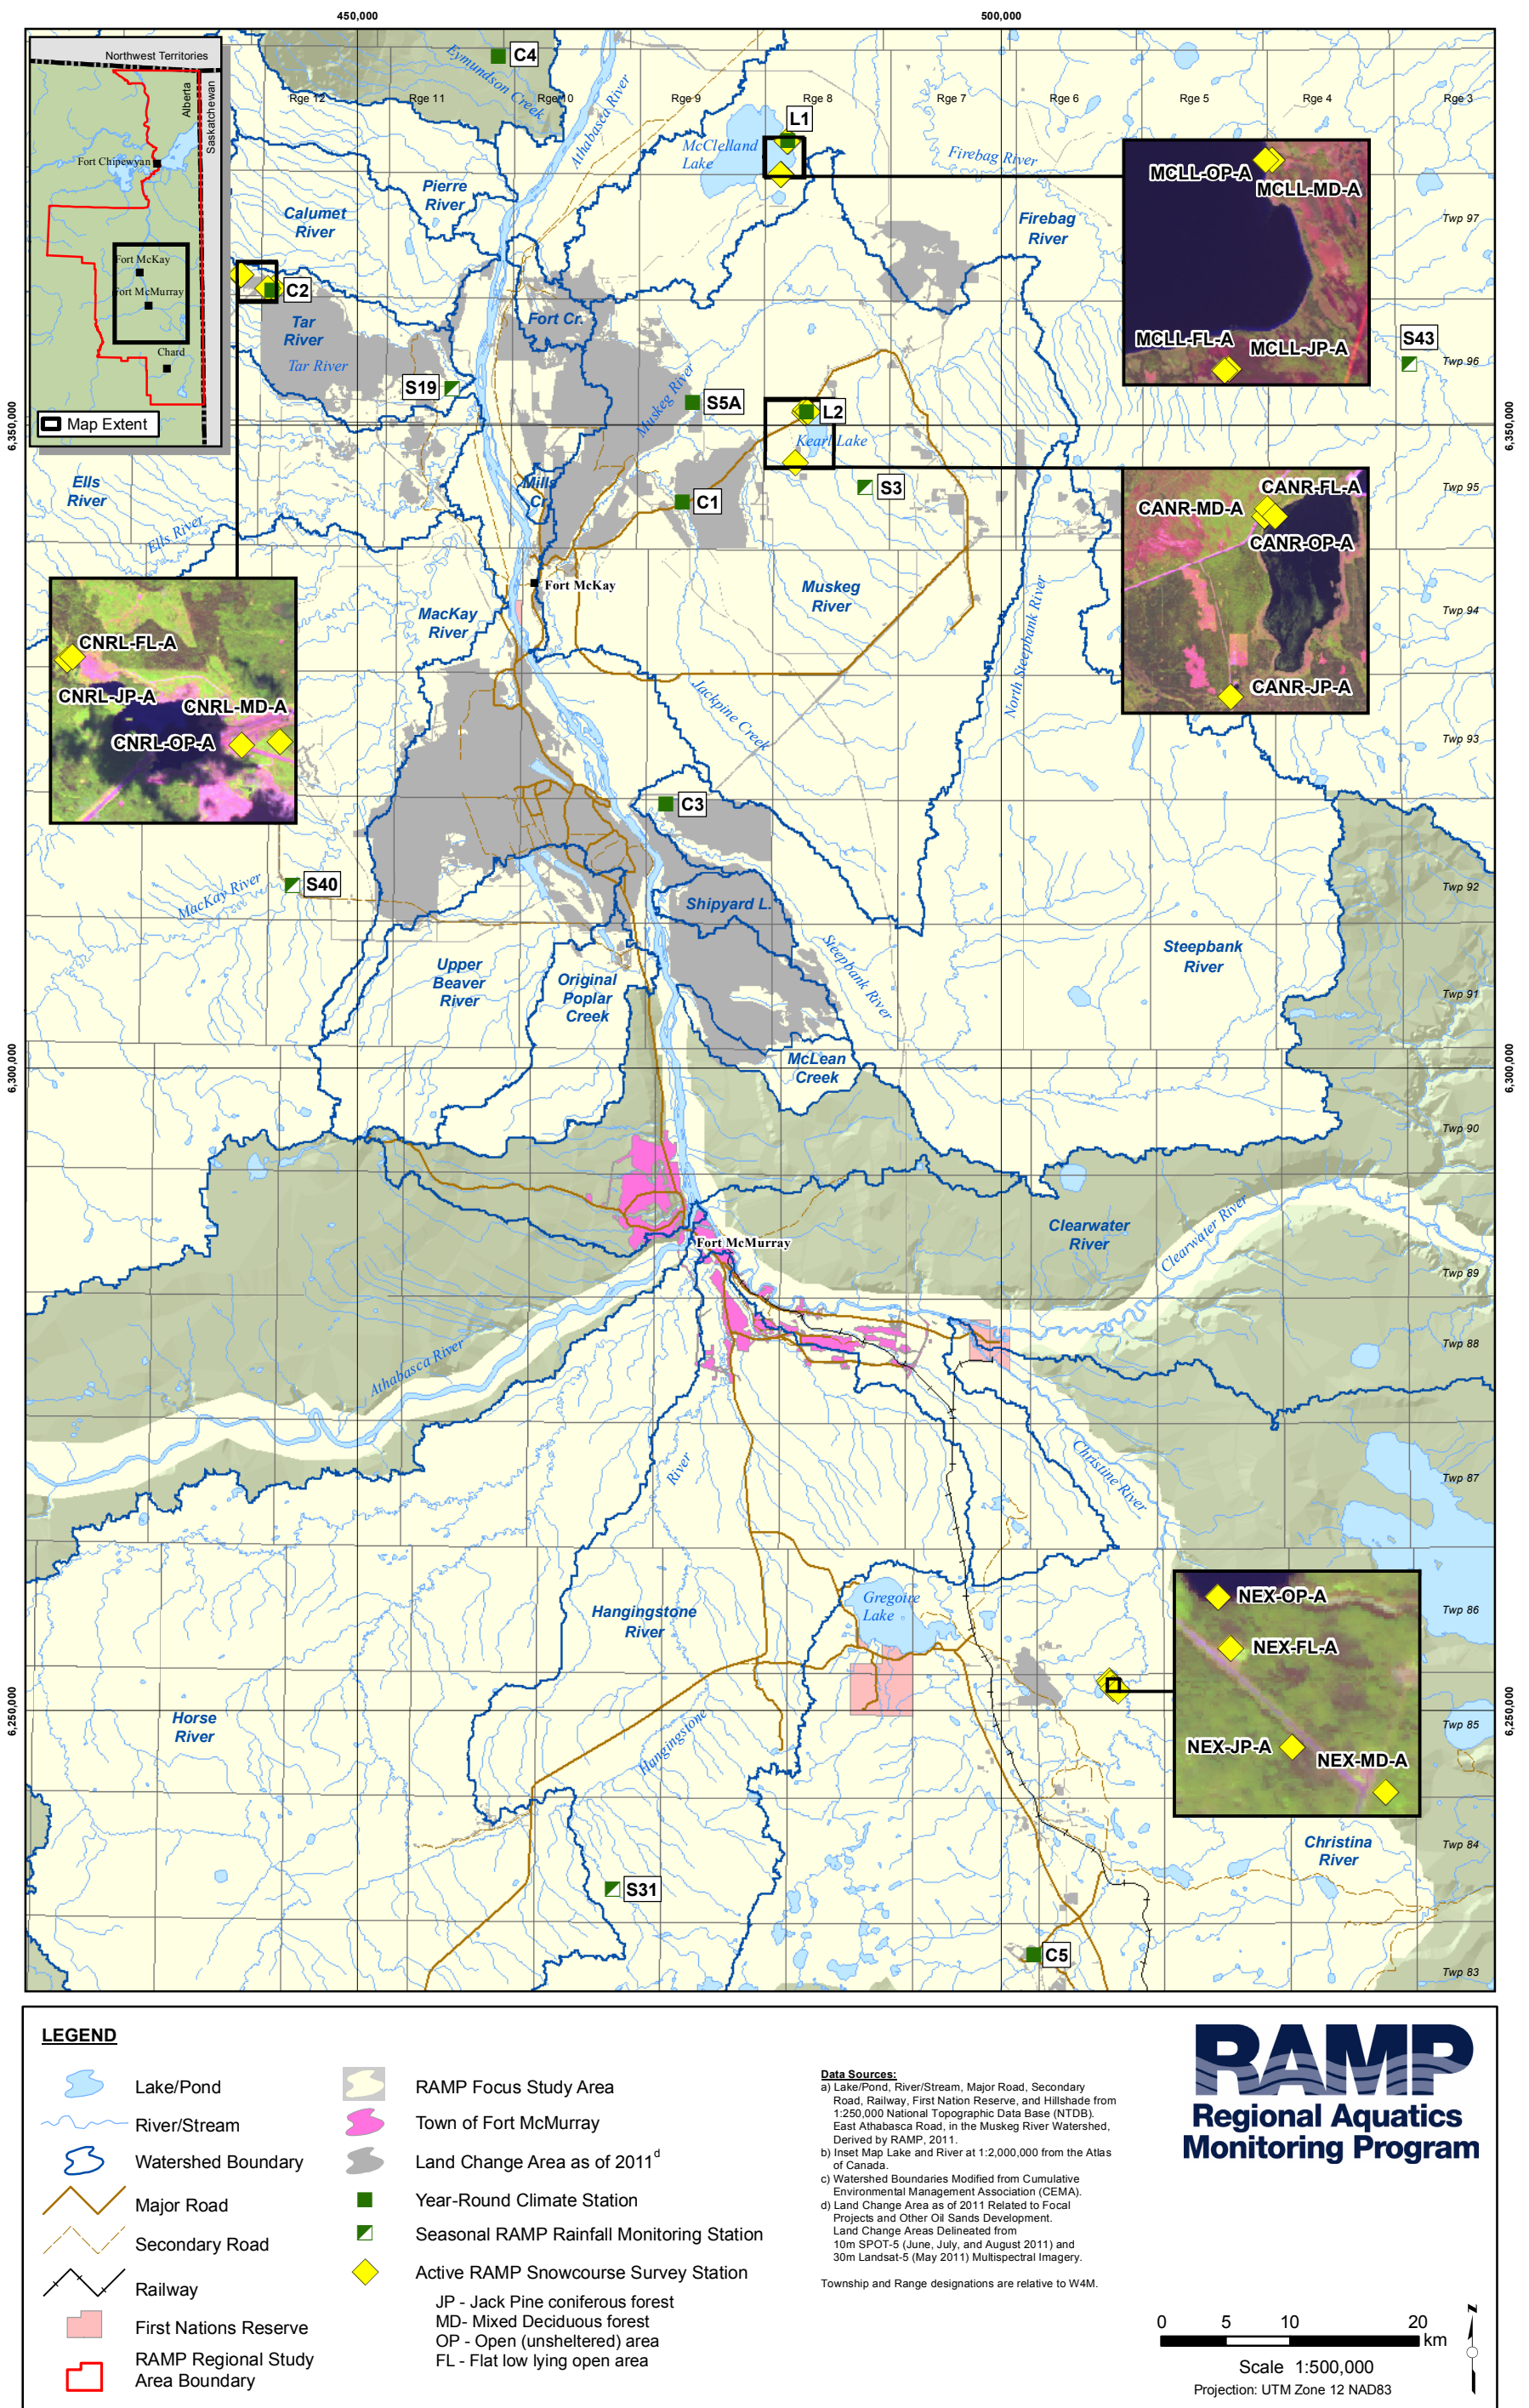 450,000
500,000
Northwest Territories
Alberta
Saskatchewan
Fort Chipewyan
Fort McKay
Fort McMurray
Chard
Map Extent
C4
Eymundson Creek
Rge 12
Rge 11
Rge 10
Rge 9
Rge 8
Rge 7
Rge 6
Rge 5
Rge 4
Rge 3
Athabasca River
L1
McClelland
Lake
Firebag River
MCLL-OP-A
MCLL-MD-A
MCLL-FL-A
MCLL-JP-A
Pierre
River
Calumet
River
Firebag
River
Twp 97
C2
Tar
River
Tar River
Fort Cr.
S43
Twp 96
S19
S5A
Muskeg River
L2
Kearl Lake
6,350,000
6,350,000
Ells
River
Ells River
Mills
Cr.
C1
S3
Twp 95
CANR-FL-A
CANR-MD-A
CANR-OP-A
CANR-JP-A
Fort McKay
MacKay
River
Muskeg
River
North Steepbank River
Twp 94
CNRL-FL-A
CNRL-JP-A
CNRL-MD-A
CNRL-OP-A
Jackpine Creek
Twp 93
C3
S40
MacKay River
Twp 92
Shipyard L.
Steepbank River
Steepbank
River
Upper
Beaver
River
Original
Poplar
Creek
Twp 91
McLean
Creek
6,300,000
6,300,000
Twp 90
Clearwater
River
Clearwater River
Fort McMurray
Twp 89
Athabasca River
Twp 88
Christine River
River
Twp 87
Hangingstone
River
Gregoire
Lake
NEX-OP-A
NEX-FL-A
NEX-JP-A
NEX-MD-A
Twp 86
6,250,000
6,250,000
Horse
River
Hangingstone
Twp 85
Christina
River
Twp 84
S31
C5
Twp 83
LEGEND
Lake/Pond
River/Stream
Watershed Boundary
Major Road
Secondary Road
Railway
First Nations Reserve
RAMP Regional Study
Area Boundary
RAMP Focus Study Area
Town of Fort McMurray
Land Change Area as of 2011d
Year-Round Climate Station
Seasonal RAMP Rainfall Monitoring Station
Active RAMP Snowcourse Survey Station
JP - Jack Pine coniferous forest
MD- Mixed Deciduous forest
OP - Open (unsheltered) area
FL - Flat low lying open area
Data Sources:
a) Lake/Pond, River/Stream, Major Road, Secondary
Road, Railway, First Nation Reserve, and Hillshade from
1:250,000 National Topographic Data Base (NTDB).
East Athabasca Road, in the Muskeg River Watershed,
Derived by RAMP, 2011.
b) Inset Map Lake and River at 1:2,000,000 from the Atlas
of Canada.
c) Watershed Boundaries Modified from Cumulative
Environmental Management Association (CEMA).
d) Land Change Area as of 2011 Related to Focal
Projects and Other Oil Sands Development.
Land Change Areas Delineated from
10m SPOT-5 (June, July, and August 2011) and
30m Landsat-5 (May 2011) Multispectral Imagery.
Township and Range designations are relative to W4M.
RAMP
Regional Aquatics
Monitoring Program
0 5 10 20
km
N
Scale 1:500,000
Projection: UTM Zone 12 NAD83